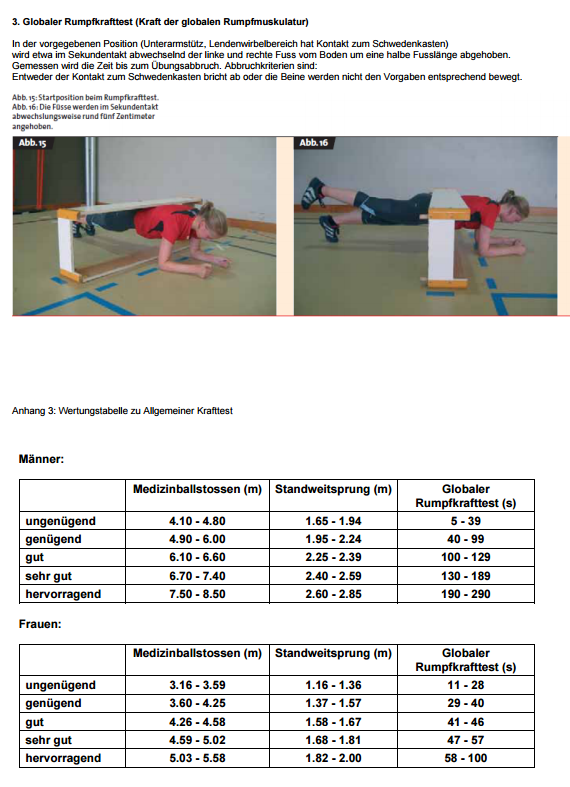 3. Globaler Rumpfkrafttest (Kraft der globalen Rumpfmuskulatur)
In der vorgegebenen Position (Unterarmstütz, Lendenwirbelbereich hat Kontakt zum Schwedenkasten)
wird etwa im Sekundentakt abwechselnd der linke und rechte Fuss vom Boden um eine halbe Fusslänge abgehoben.
Gemessen wird die Zeit bis zum Übungsabbruch. Abbruchkriterien sind:
Entweder der Kontakt zum Schwedenkasten bricht ab oder die Beine werden nicht den Vorgaben entsprechend bewegt.
Abb. 15: Startposition beim Rumpfkrafttest.
Abb. 16: Die Füsse werden im Sekundentakt
abwechslungsweise rund fünf Zentimeter
angehoben.
Abb. 15 Abb. 16
Anhang 3: Wertungstabelle zu Allgemeiner Krafttest
Männer:
Medizinballstossen (m) Standweitsprung (m) Globaler
Rumpfkrafttest (s)
ungenügend 4.10 - 4.80 1.65 - 1.94 5 - 39
genügend 4.90 - 6.00 1.95 - 2.24 40 - 99
gut 6.10 - 6.60 2.25 - 2.39 100 - 129
sehr gut 6.70 - 7.40 2.40 - 2.59 130 - 189
hervorragend 7.50 - 8.50 2.60 - 2.85 190 - 290
Frauen:
Medizinballstossen (m) Standweitsprung (m) Globaler
Rumpfkrafttest (s)
ungenügend 3.16 - 3.59 1.16 - 1.36 11 - 28
genügend 3.60 - 4.25 1.37 - 1.57 29 - 40
gut 4.26 - 4.58 1.58 - 1.67 41 - 46
sehr gut 4.59 - 5.02 1.68 - 1.81 47 - 57
hervorragend 5.03 - 5.58 1.82 - 2.00 58 - 100